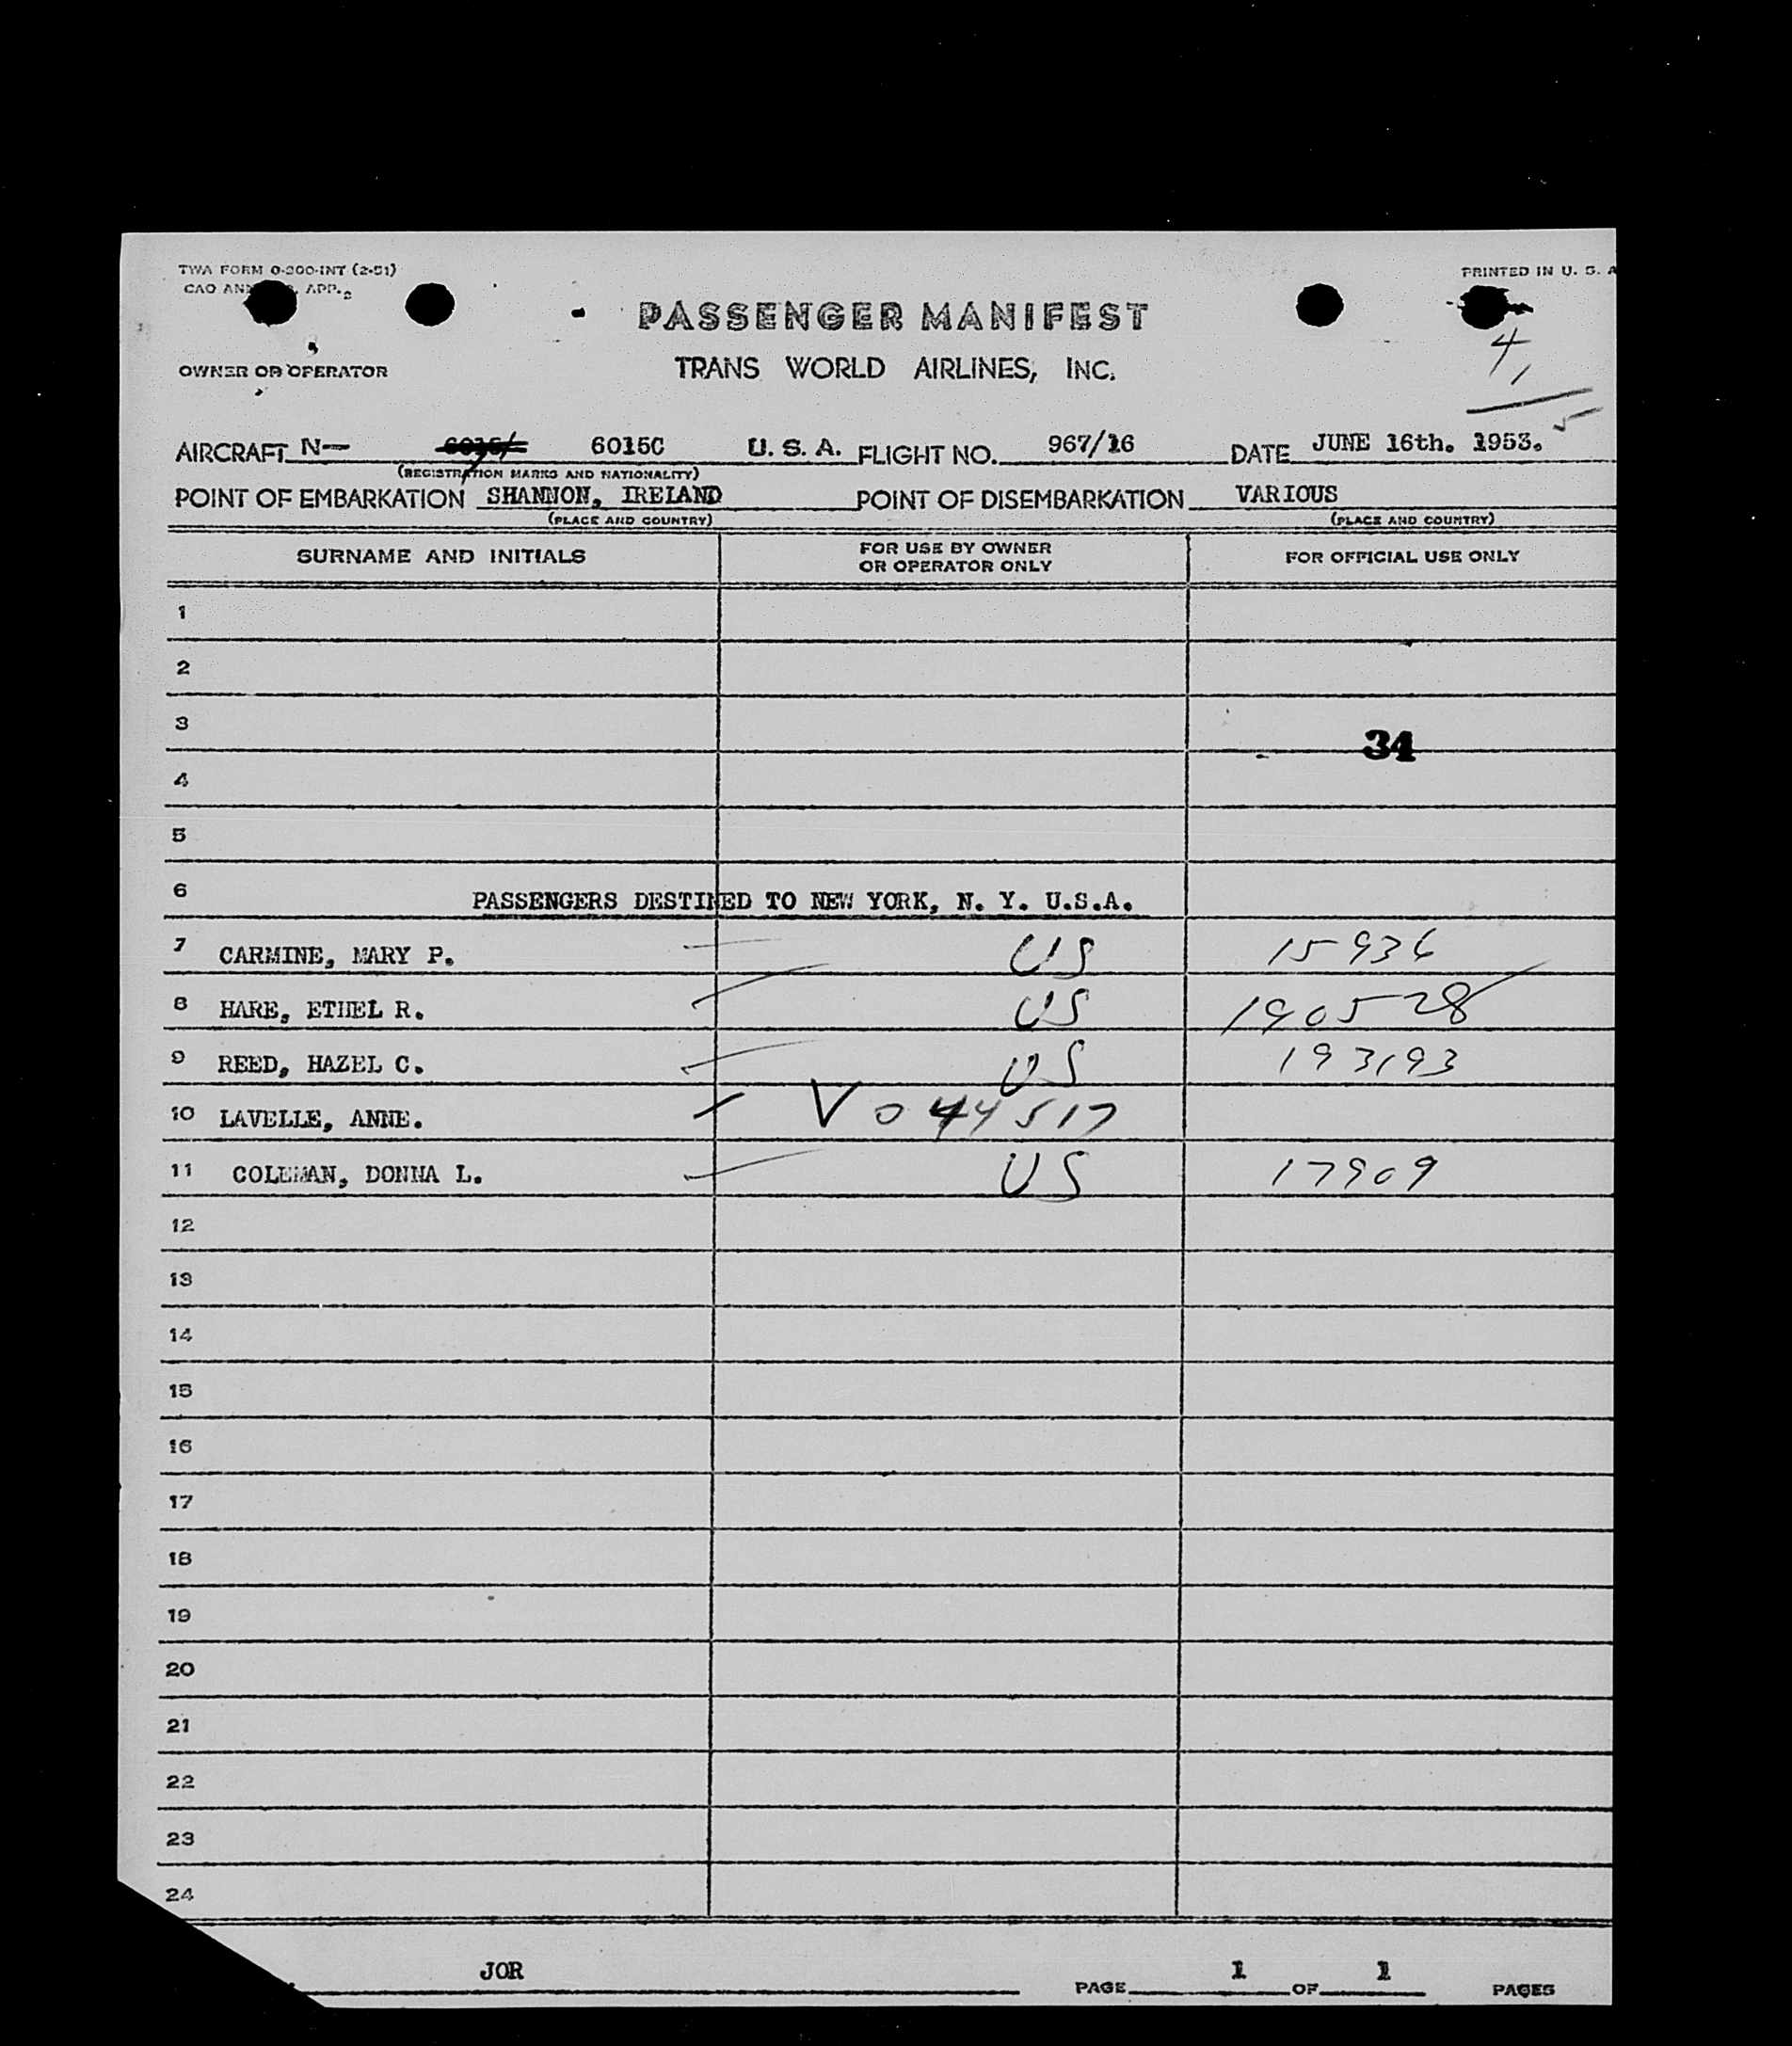 TWA FORM 0-200-INT (2-51)
PRINTED IN U. S. A
CAO APP.
PASSENGER MANIFEST
4
1
5
OWNER OR OPERATOR
TRANS WORLD AIRLINES, INC.
AIRCRAFT N— 6015C U. S. A. FLIGHT NO. 967/16 DATE JUNE 16th. 1953.
(REGISTRATION MARKS AND NATIONALITY)
POINT OF EMBARKATION SHANNON, IRELAND POINT OF DISEMBARKATION VARIOUS
(PLACE AND COUNTRY) (PLACE AND COUNTRY)
SURNAME AND INITIALS FOR USE BY OWNER OR OPERATOR ONLY FOR OFFICIAL USE ONLY
1
2
3 34
4
5
6 PASSENGERS DESTINED TO NEW YORK, N. Y. U.S.A.
7 CARMINE, MARY P. US 15936
8 HARE, ETHEL R. US 190528
9 REED, HAZEL C. US 193193
10 LAVELLE, ANNE. V 044517
11 COLEMAN, DONNA L. US 17909
12
13
14
15
16
17
18
19
20
21
22
23
24
JOR PAGE 1 OF 1 PAGES